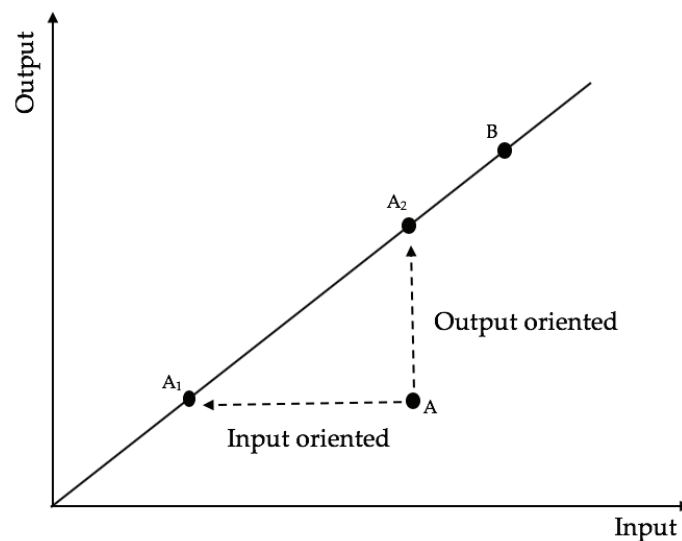 Output
B
A₂
Output oriented
A₁
A
Input oriented
Input